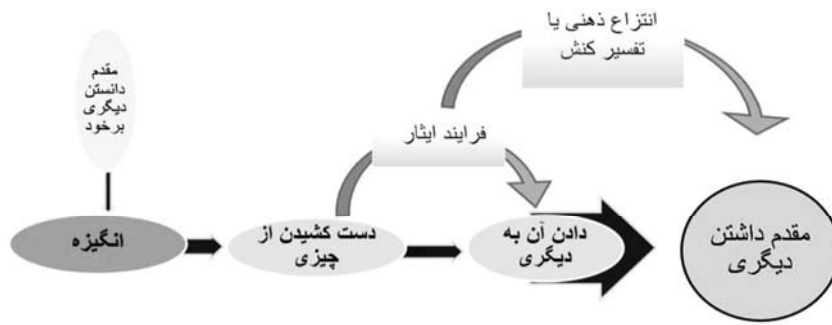 انتزاع ذهنی یا
تفسیر کنش
فرایند ایثار
مقدم
دانستن
دیگری
برخود
انگیزه
دست کشیدن از
چیزی
دادن آن به
دیگری
مقدم داشتن
دیگری